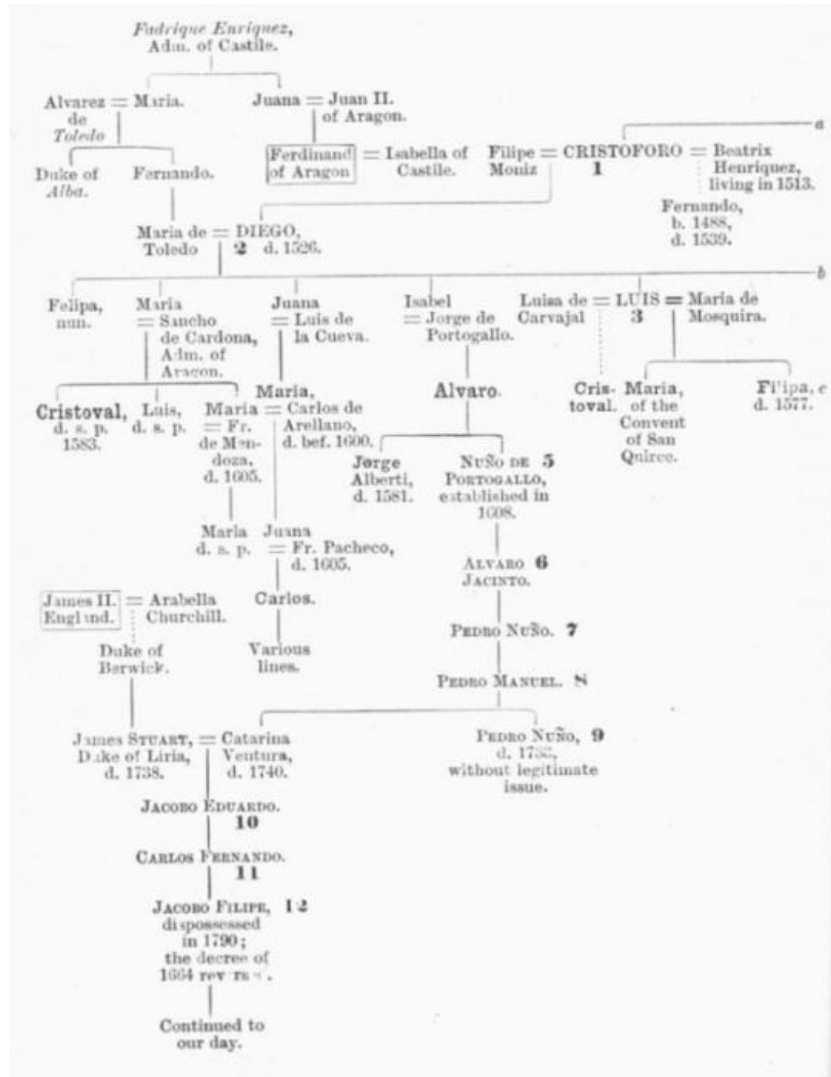 Fadrique Enriquez,
Adm. of Castile.
Alvarez = Maria.
de
Toledo
Juana = Juan II.
of Aragon.
a
Duke of
Alba.
Fernando.
Ferdinand = Isabella of
of Aragon Castile.
Filipe = CRISTOFORO = Beatrix
Moniz 1 Henriquez,
living in 1513.
Fernando,
b. 1488,
d. 1539.
Maria de = DIEGO,
Toledo 2 d. 1526.
b
Felipa,
nun.
Maria
= Sancho
de Cardona,
Adm. of
Aragon.
Juana
= Luis de
la Cueva.
Isabel
= Jorge de
Portogallo.
Luisa de = LUIS = Maria de
Carvajal 3 Mosquira.
Cristoval,
d. s. p.
1583.
Luis,
d. s. p.
Maria
= Fr.
de Mendoza,
d. 1605.
Maria,
= Carlos de
Arellano,
d. bef. 1600.
Alvaro.
Cris-
toval.
Maria,
of the
Convent
of San
Quirce.
Filipa, c
d. 1577.
Jorge
Alberti,
d. 1581.
NUÑO DE 5
PORTOGALLO,
established in
1608.
Maria
d. s. p.
Juana
= Fr. Pacheco,
d. 1605.
ALVARO 6
JACINTO.
James II. = Arabella
England. Churchill.
Carlos.
PEDRO NUÑO. 7
Duke of
Berwick.
Various
lines.
PEDRO MANUEL. 8
James STUART, = Catarina
Duke of Liria, Ventura,
d. 1738. d. 1740.
PEDRO NUÑO, 9
d.
without legitimate
issue.
JACOBO EDUARDO.
10
CARLOS FERNANDO.
11
JACOBO FILIPE, 12
dispossessed
in 1790;
the decree of
1664
Continued to
our day.